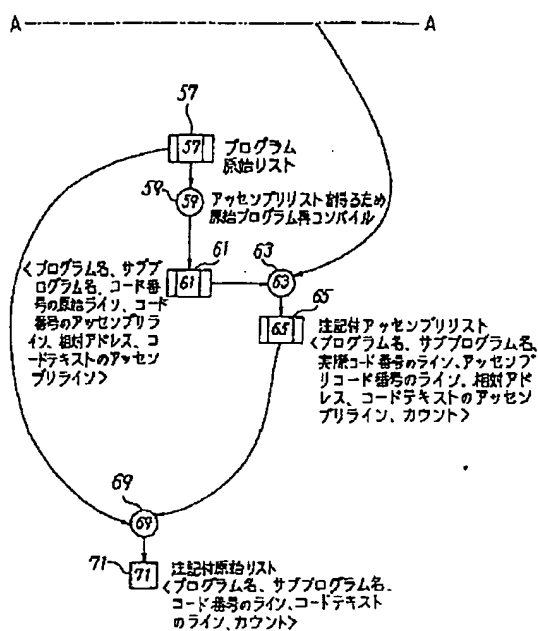 A A
57
57
プログラム
原始リスト
59
59
アッセンブリリストを得るため
原始プログラム再コンパイル
61
61
<プログラム名、サブプ
ログラム名、コード番
号の原始ライン、コード
番号のアッセンブリラ
イン、相対アドレス、コ
ードテキストのアッセン
ブリライン>
63
63
65
65
注記付アッセンブリリスト
<プログラム名、サブプログラム名、
実際コード番号のライン、アッセンブ
リコード番号のライン、相対アド
レス、コードテキストのアッセン
ブリライン、カウント>
69
69
71
71
注記付原始リスト
<プログラム名、サブプログラム名、
コード番号のライン、コードテキスト
のライン、カウント>